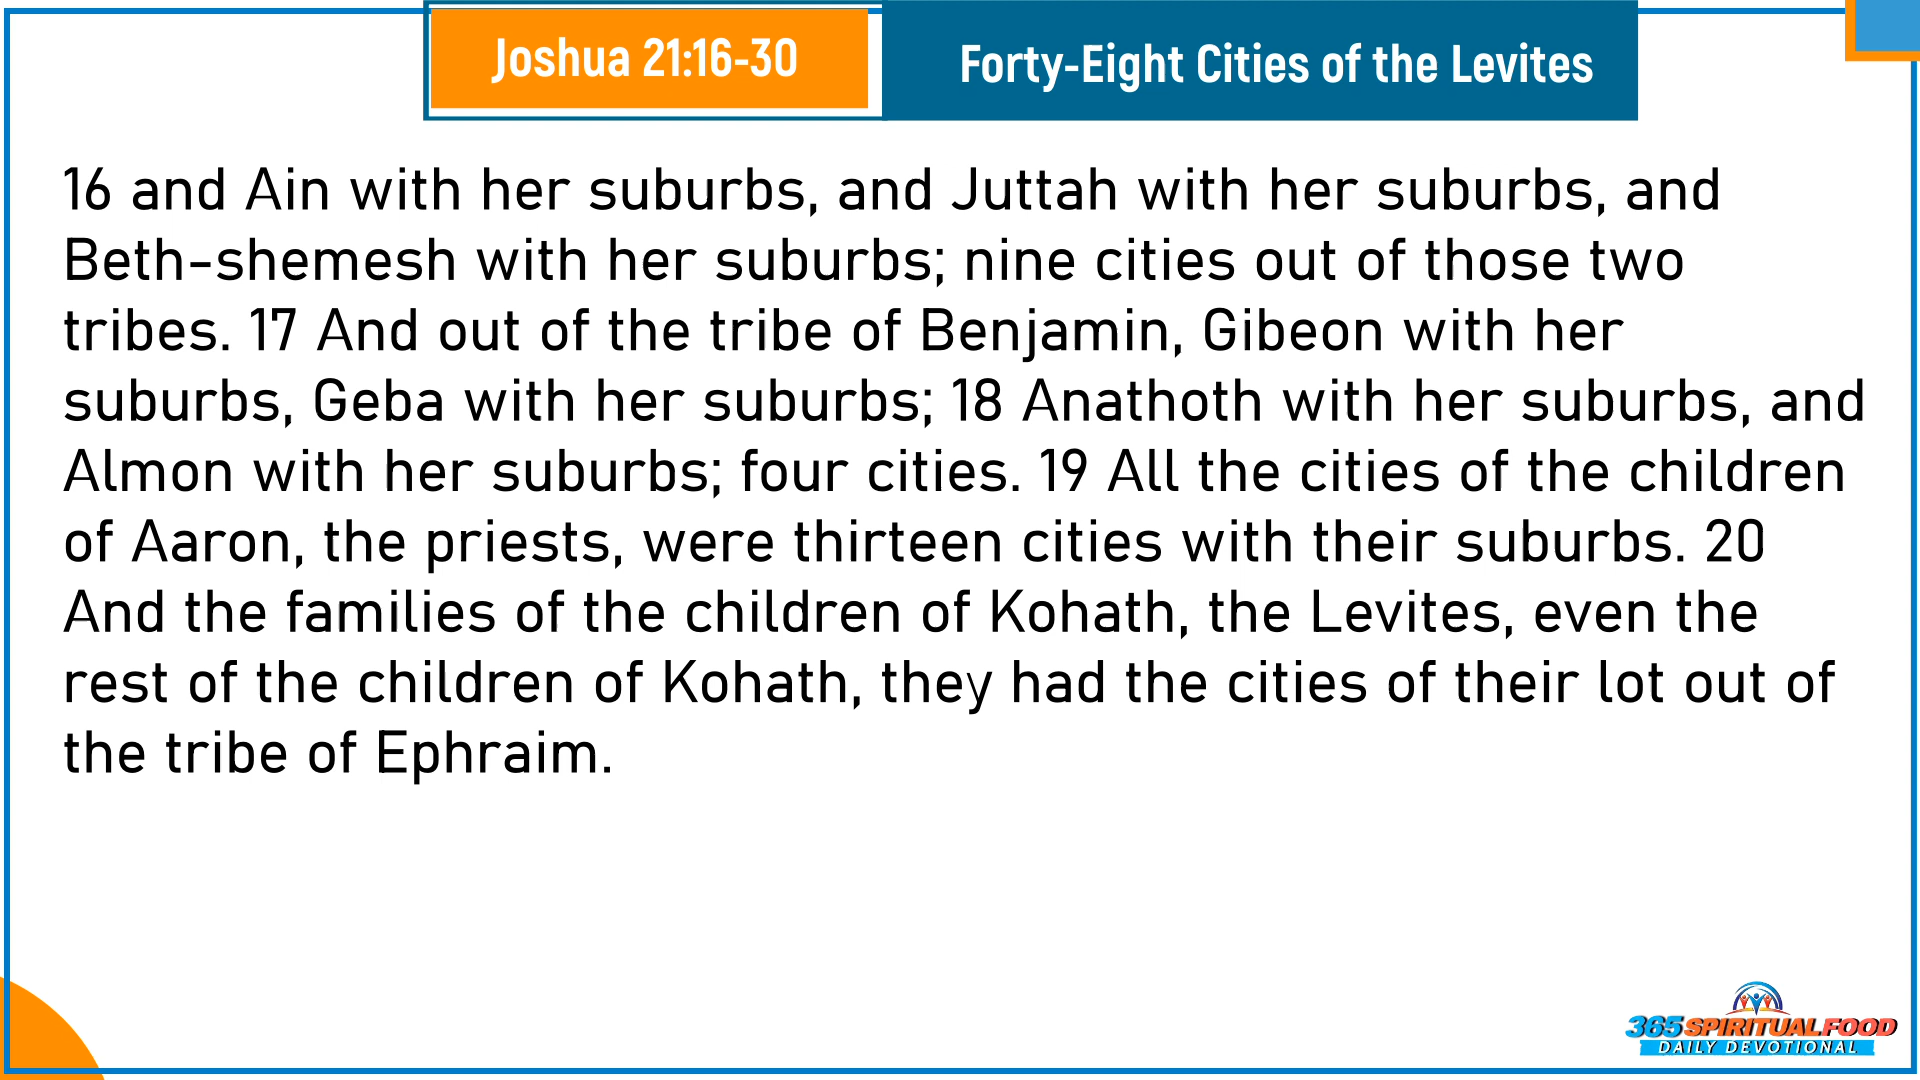 Joshua 21:16-30
Forty-Eight Cities of the Levites
16 and Ain with her suburbs, and Juttah with her suburbs, and
Beth-shemesh with her suburbs; nine cities out of those two
tribes. 17 And out of the tribe of Benjamin, Gibeon with her
suburbs, Geba with her suburbs; 18 Anathoth with her suburbs, and
Almon with her suburbs; four cities. 19 All the cities of the children
of Aaron, the priests, were thirteen cities with their suburbs. 20
And the families of the children of Kohath, the Levites, even the
rest of the children of Kohath, they had the cities of their lot out of
the tribe of Ephraim.
365SPIRITUALFOOD
DAILY DEVOTIONAL